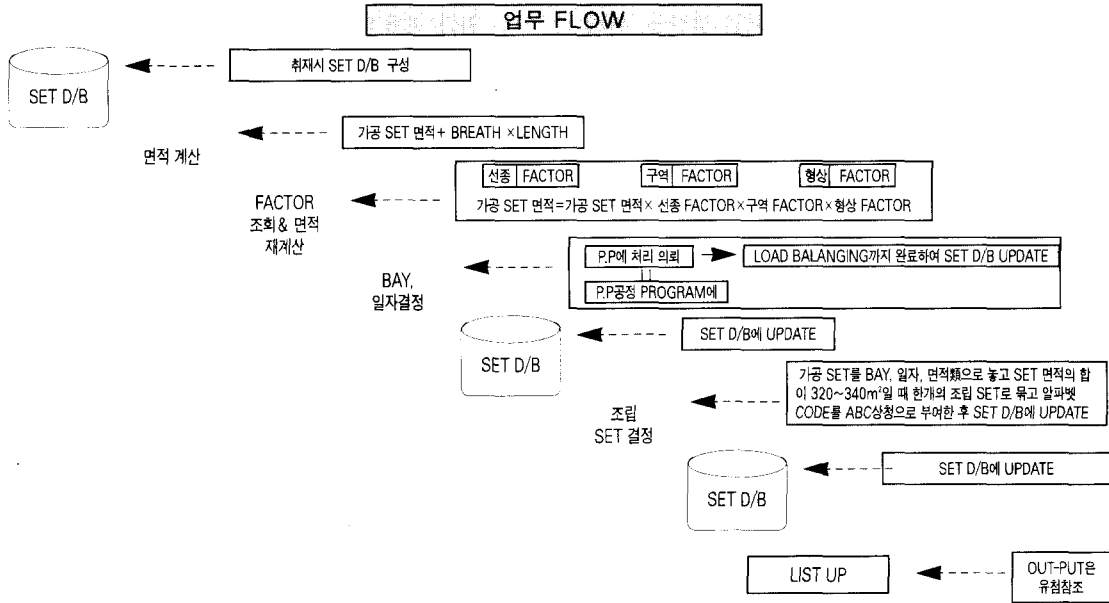 업무 FLOW
SET D/B
취재시 SET D/B 구성
면적 계산
가공 SET 면적+ BREATH ×LENGTH
FACTOR
조회& 면적
재계산
선종 FACTOR
구역 FACTOR
형상 FACTOR
가공 SET 면적=가공 SET 면적× 선종 FACTOR×구역 FACTOR×형상 FACTOR
BAY,
일자결정
P.P에 처리 의뢰
LOAD BALANGING까지 완료하여 SET D/B UPDATE
P.P공정 PROGRAM에
SET D/B
SET D/B에 UPDATE
조립
SET 결정
가공 SET를 BAY, 일자, 면적類으로 놓고 SET 면적의 합
이 320~340m²일 때 한개의 조립 SET로 묶고 알파벳
CODE를 ABC상청으로 부여한 후 SET D/B에 UPDATE
SET D/B
SET D/B에 UPDATE
LIST UP
OUT-PUT은
유첨참조